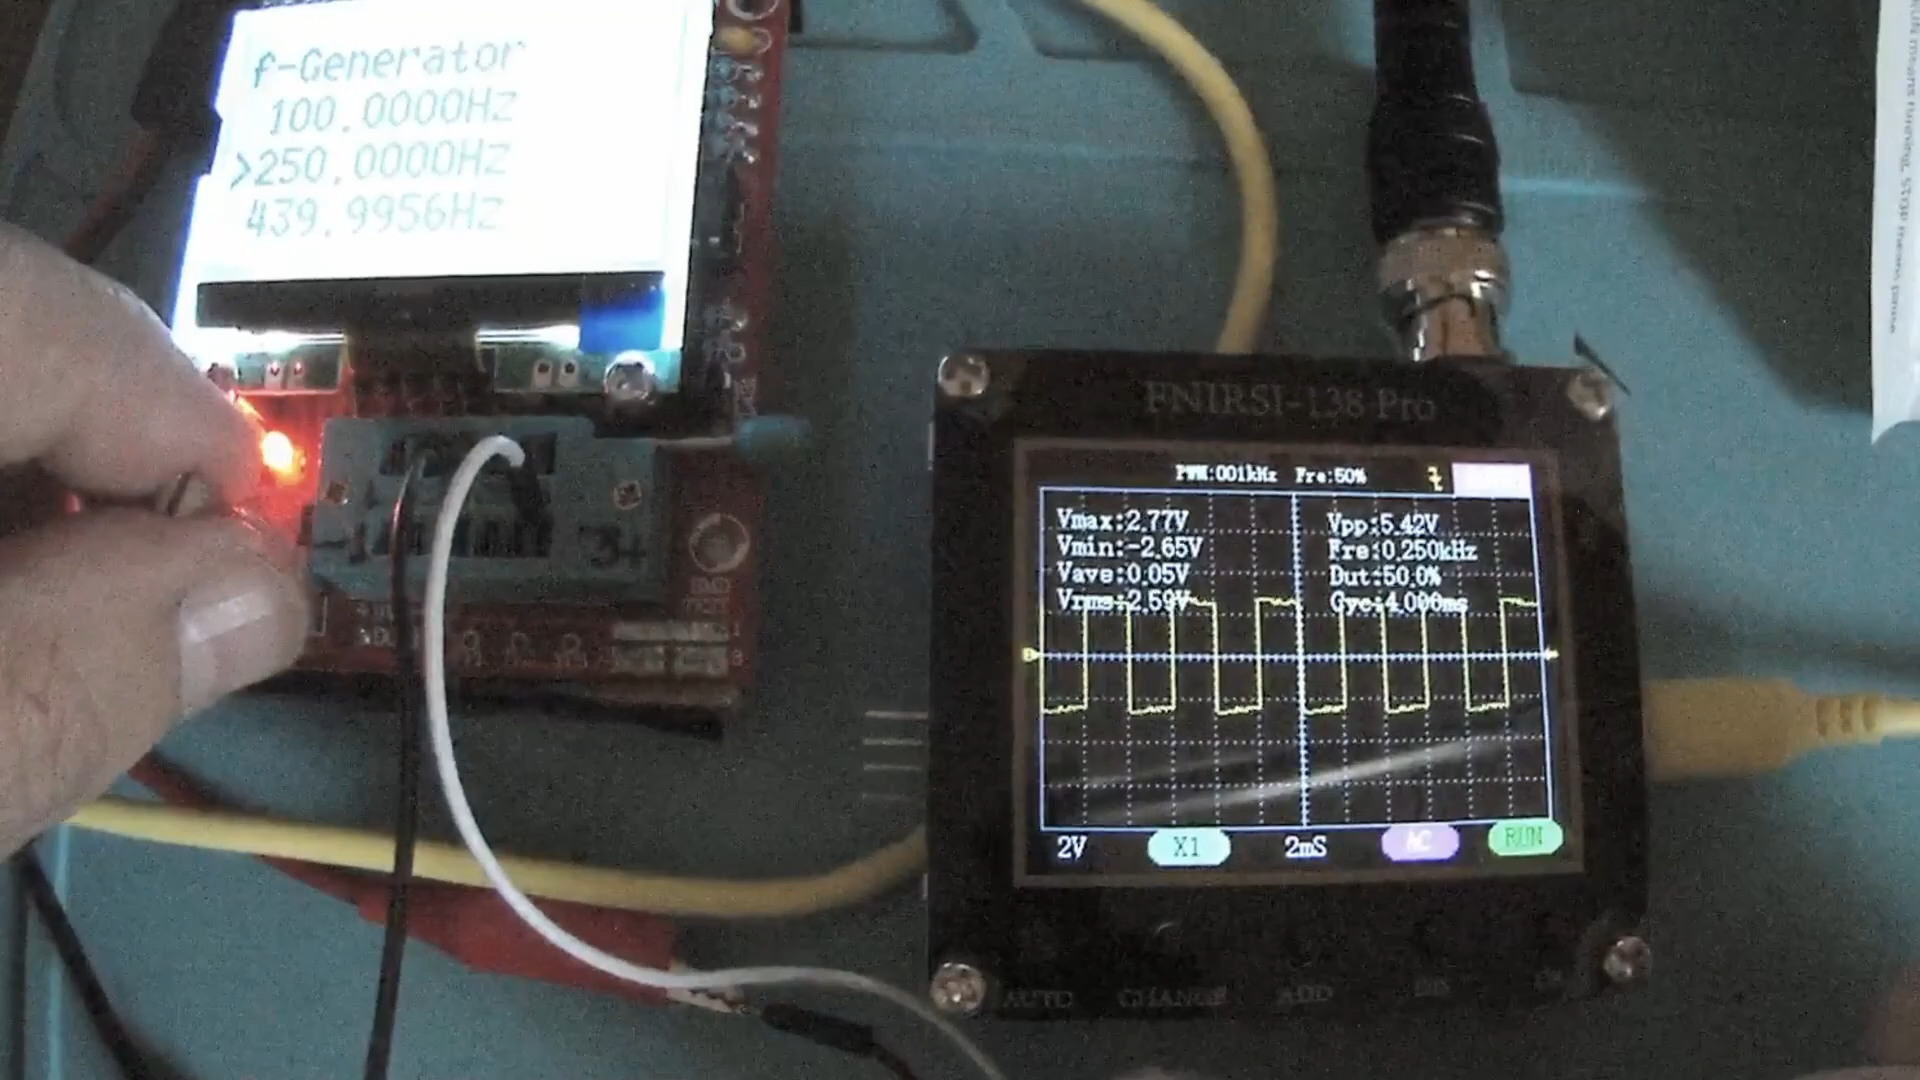 f-Generator
100.0000Hz
>250.0000Hz
439.9956Hz
3+
FNIRSI-138 Pro
PWM:001kHz Fre:50%
Vmax:2.77V Vpp:5.42V
Vmin:-2.65V Fre:0.250kHz
Vave:0.05V Dut:50.0%
Vrms:2.59V Cyc:4.000ms
2V X1 2mS AC RUN
AUTO CHANGE ADD